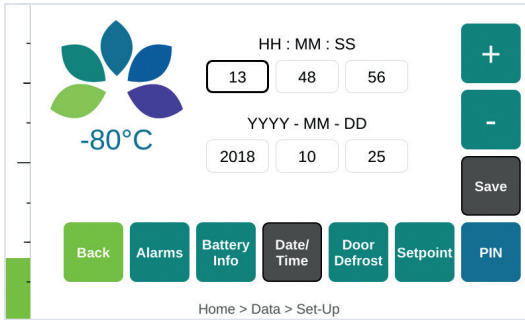 HH : MM : SS
+
13 48 56
-80°C
YYYY - MM - DD
-
2018 10 25
Save
Back Alarms Battery Info Date/ Time Door Defrost Setpoint PIN
Home > Data > Set-Up